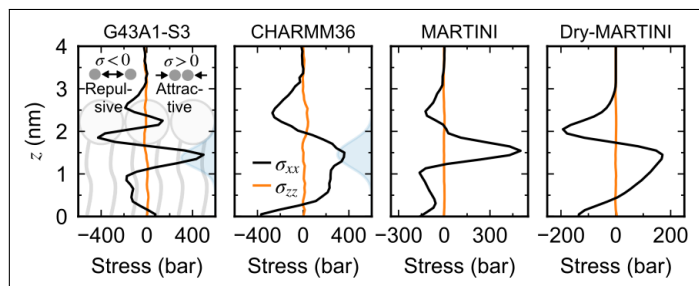 G43A1-S3
CHARMM36
MARTINI
Dry-MARTINI
4
3
2
1
0
z (nm)
σ<0
σ>0
Repul-
sive
Attrac-
tive
σxx
σzz
−400 0 400
−400 0 400
−300 0 300
−200 0 200
Stress (bar)
Stress (bar)
Stress (bar)
Stress (bar)